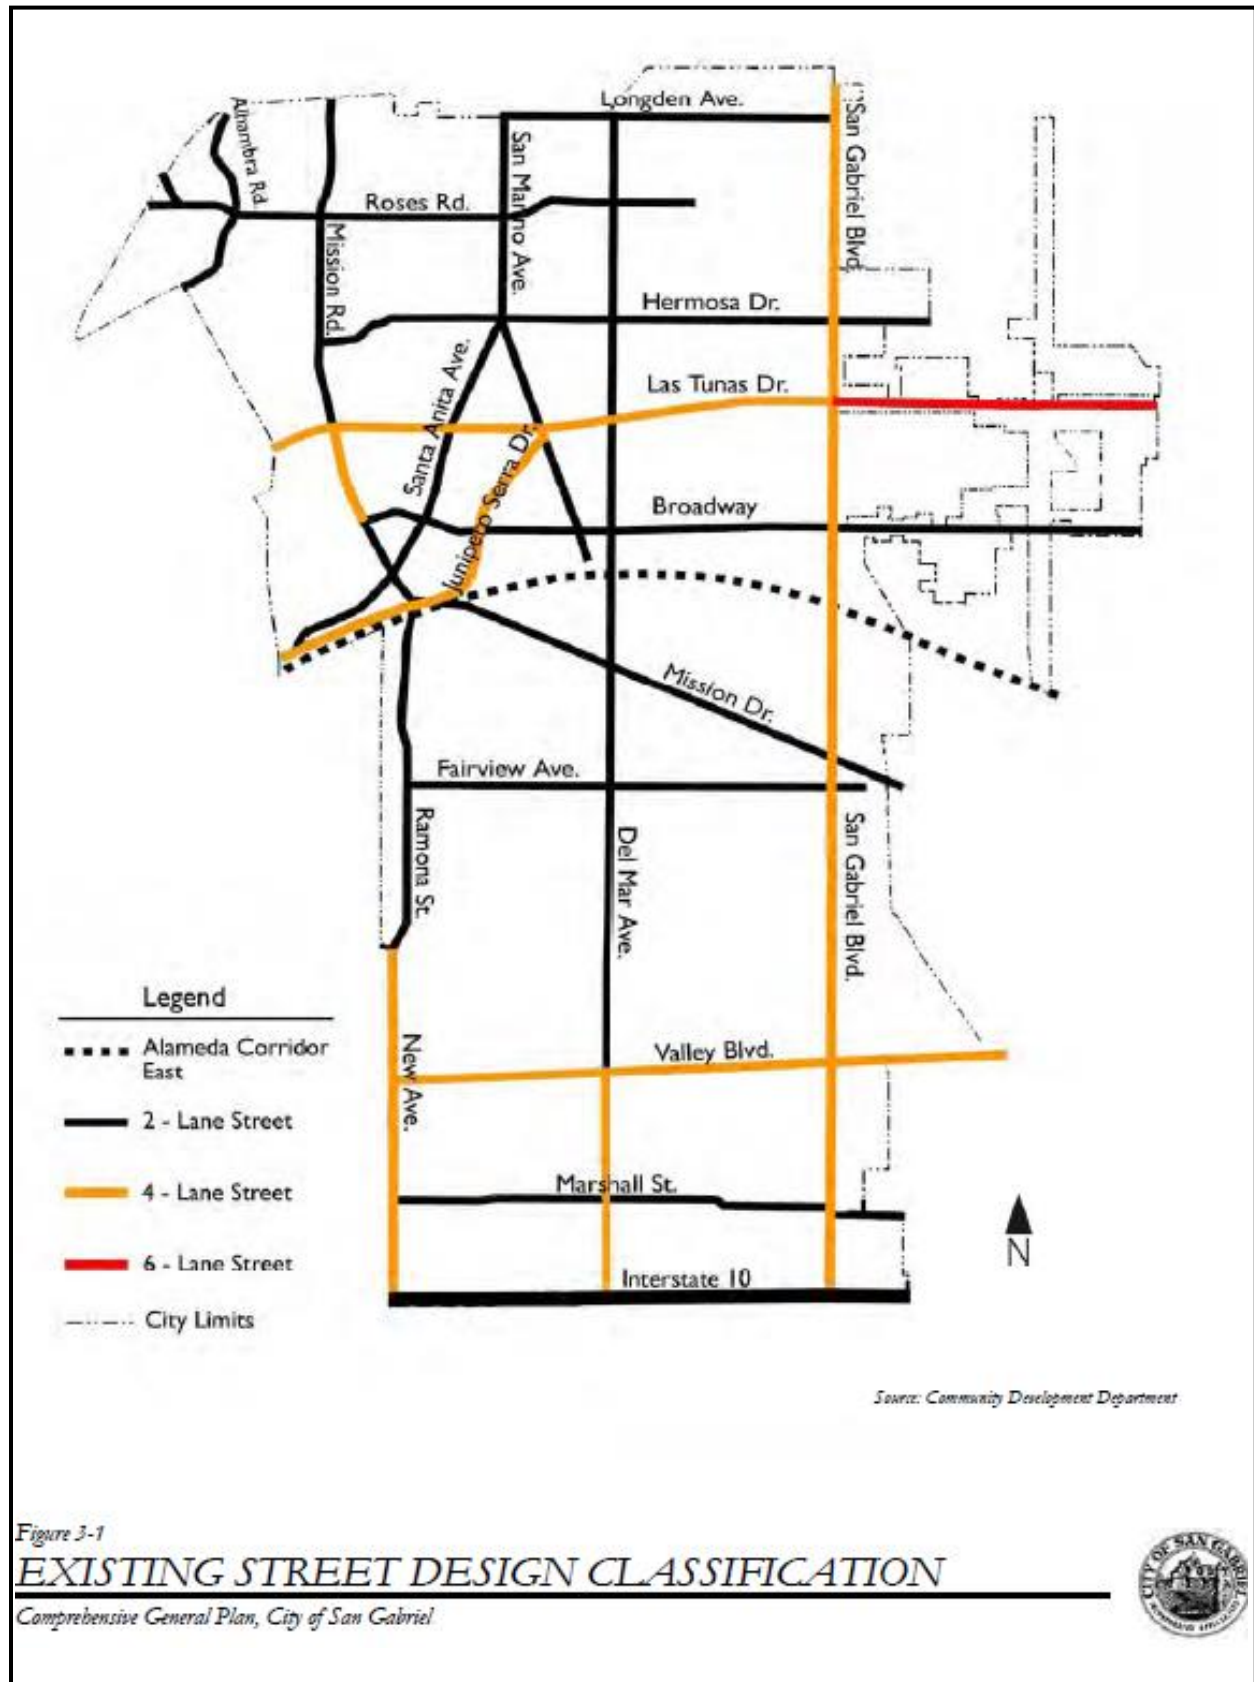 Longden Ave.
Alhambra Rd.
San Marino Ave.
San Gabriel Blvd.
Roses Rd.
Mission Rd.
Hermosa Dr.
Santa Anita Ave.
Las Tunas Dr.
Junipero Serra Dr.
Broadway
Mission Dr.
Fairview Ave.
Ramona St.
Del Mar Ave.
San Gabriel Blvd.
Legend
Alameda Corridor
East
2 - Lane Street
4 - Lane Street
6 - Lane Street
City Limits
New Ave.
Valley Blvd.
Marshall St.
Interstate 10
N
Source: Community Development Department
Figure 3-1
EXISTING STREET DESIGN CLASSIFICATION
Comprehensive General Plan, City of San Gabriel
CITY OF SAN GABRIEL